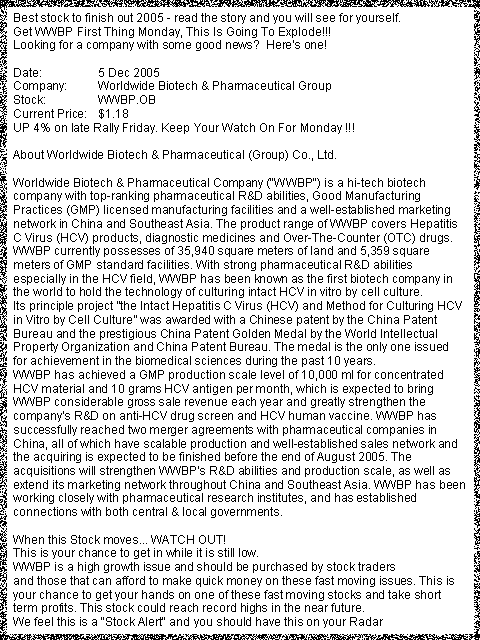 Best stock to finish out 2005 - read the story and you will see for yourself.
Get WWBP First Thing Monday, This Is Going To Explode!!!
Looking for a company with some good news?  Here's one!

Date: 5 Dec 2005
Company: Worldwide Biotech & Pharmaceutical Group
Stock: WWBP.OB
Current Price: $1.18
UP 4% on late Rally Friday. Keep Your Watch On For Monday !!!

About Worldwide Biotech & Pharmaceutical (Group) Co., Ltd.

Worldwide Biotech & Pharmaceutical Company ("WWBP") is a hi-tech biotech
company with top-ranking pharmaceutical R&D abilities, Good Manufacturing
Practices (GMP) licensed manufacturing facilities and a well-established marketing
network in China and Southeast Asia. The product range of WWBP covers Hepatitis
C Virus (HCV) products, diagnostic medicines and Over-The-Counter (OTC) drugs.
WWBP currently possesses of 35,940 square meters of land and 5,359 square
meters of GMP standard facilities. With strong pharmaceutical R&D abilities
especially in the HCV field, WWBP has been known as the first biotech company in
the world to hold the technology of culturing intact HCV in vitro by cell culture.
Its principle project "the Intact Hepatitis C Virus (HCV) and Method for Culturing HCV
in Vitro by Cell Culture" was awarded with a Chinese patent by the China Patent
Bureau and the prestigious China Patent Golden Medal by the World Intellectual
Property Organization and China Patent Bureau. The medal is the only one issued
for achievement in the biomedical sciences during the past 10 years.
WWBP has achieved a GMP production scale level of 10,000 ml for concentrated
HCV material and 10 grams HCV antigen per month, which is expected to bring
WWBP considerable gross sale revenue each year and greatly strengthen the
company's R&D on anti-HCV drug screen and HCV human vaccine. WWBP has
successfully reached two merger agreements with pharmaceutical companies in
China, all of which have scalable production and well-established sales network and
the acquiring is expected to be finished before the end of August 2005. The
acquisitions will strengthen WWBP's R&D abilities and production scale, as well as
extend its marketing network throughout China and Southeast Asia. WWBP has been
working closely with pharmaceutical research institutes, and has established
connections with both central & local governments.

When this Stock moves... WATCH OUT!
This is your chance to get in while it is still low.
WWBP is a high growth issue and should be purchased by stock traders
and those that can afford to make quick money on these fast moving issues. This is
your chance to get your hands on one of these fast moving stocks and take short
term profits. This stock could reach record highs in the near future.
We feel this is a "Stock Alert" and you should have this on your Radar